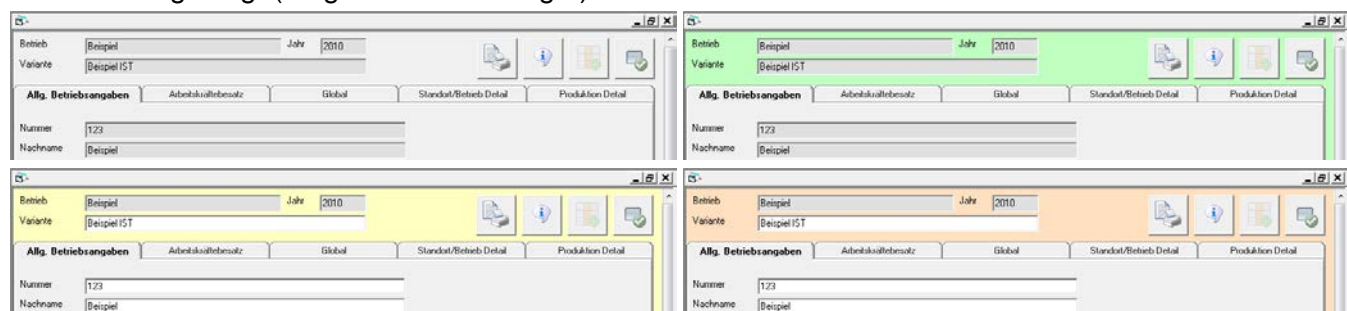 Betrieb Beispiel Jahr 2010
Variante Beispiel IST
Allg. Betriebsangaben Arbeitskräftebesatz Global Standort/Betrieb Detail Produktion Detail
Nummer 123
Nachname Beispiel
Betrieb Beispiel Jahr 2010
Variante Beispiel IST
Allg. Betriebsangaben Arbeitskräftebesatz Global Standort/Betrieb Detail Produktion Detail
Nummer 123
Nachname Beispiel
Betrieb Beispiel Jahr 2010
Variante Beispiel IST
Allg. Betriebsangaben Arbeitskräftebesatz Global Standort/Betrieb Detail Produktion Detail
Nummer 123
Nachname Beispiel
Betrieb Beispiel Jahr 2010
Variante Beispiel IST
Allg. Betriebsangaben Arbeitskräftebesatz Global Standort/Betrieb Detail Produktion Detail
Nummer 123
Nachname Beispiel